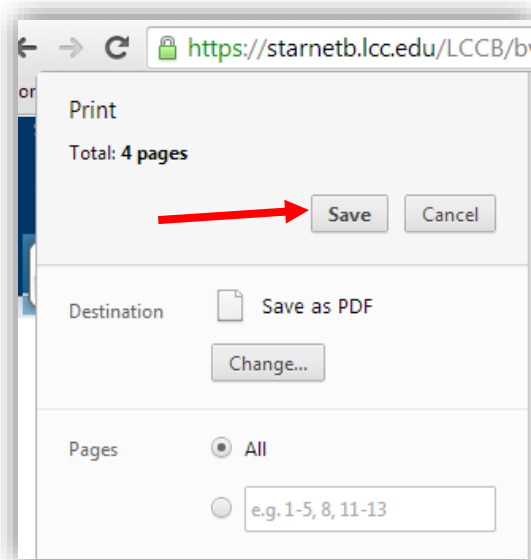 https://starnetb.lcc.edu/LCCB/b
or
Print
Total: 4 pages
Save Cancel
Destination Save as PDF
Change...
Pages All
e.g. 1-5, 8, 11-13